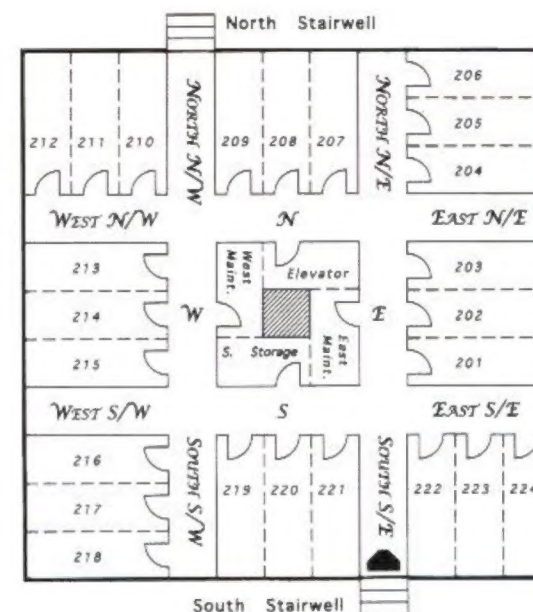 North Stairwell
212 211 210
NORTH N/W
209 208 207
NORTH N/E
206
205
204
WEST N/W
N
EAST N/E
213
214
215
W
West Maint.
Elevator
S. Storage
East Maint.
E
203
202
201
WEST S/W
S
EAST S/E
216
217
218
SOUTH S/W
219 220 221
SOUTH S/E
222 223 224
South Stairwell